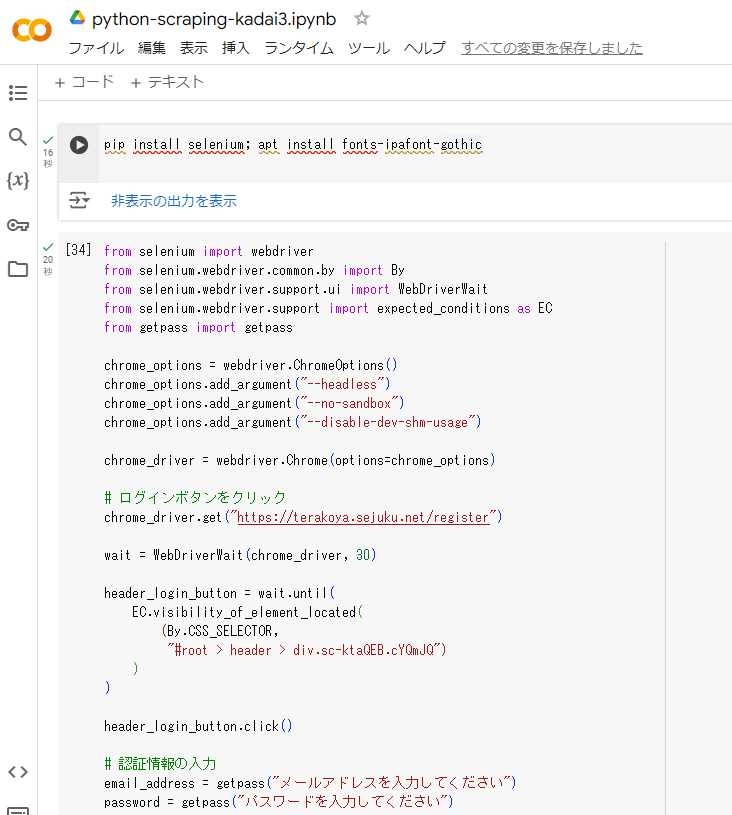 python-scraping-kadai3.ipynb
ファイル 編集 表示 挿入 ランタイム ツール ヘルプ すべての変更を保存しました
+ コード + テキスト
pip install selenium; apt install fonts-ipafont-gothic
16
秒
非表示の出力を表示
[34] from selenium import webdriver
20
秒
from selenium.webdriver.common.by import By
from selenium.webdriver.support.ui import WebDriverWait
from selenium.webdriver.support import expected_conditions as EC
from getpass import getpass
chrome_options = webdriver.ChromeOptions()
chrome_options.add_argument("--headless")
chrome_options.add_argument("--no-sandbox")
chrome_options.add_argument("--disable-dev-shm-usage")
chrome_driver = webdriver.Chrome(options=chrome_options)
# ログインボタンをクリック
chrome_driver.get("https://terakoya.sejuku.net/register")
wait = WebDriverWait(chrome_driver, 30)
header_login_button = wait.until(
EC.visibility_of_element_located(
(By.CSS_SELECTOR,
"#root > header > div.sc-ktaQEB.cYQmJQ")
)
)
header_login_button.click()
# 認証情報の入力
email_address = getpass("メールアドレスを入力してください")
password = getpass("パスワードを入力してください")